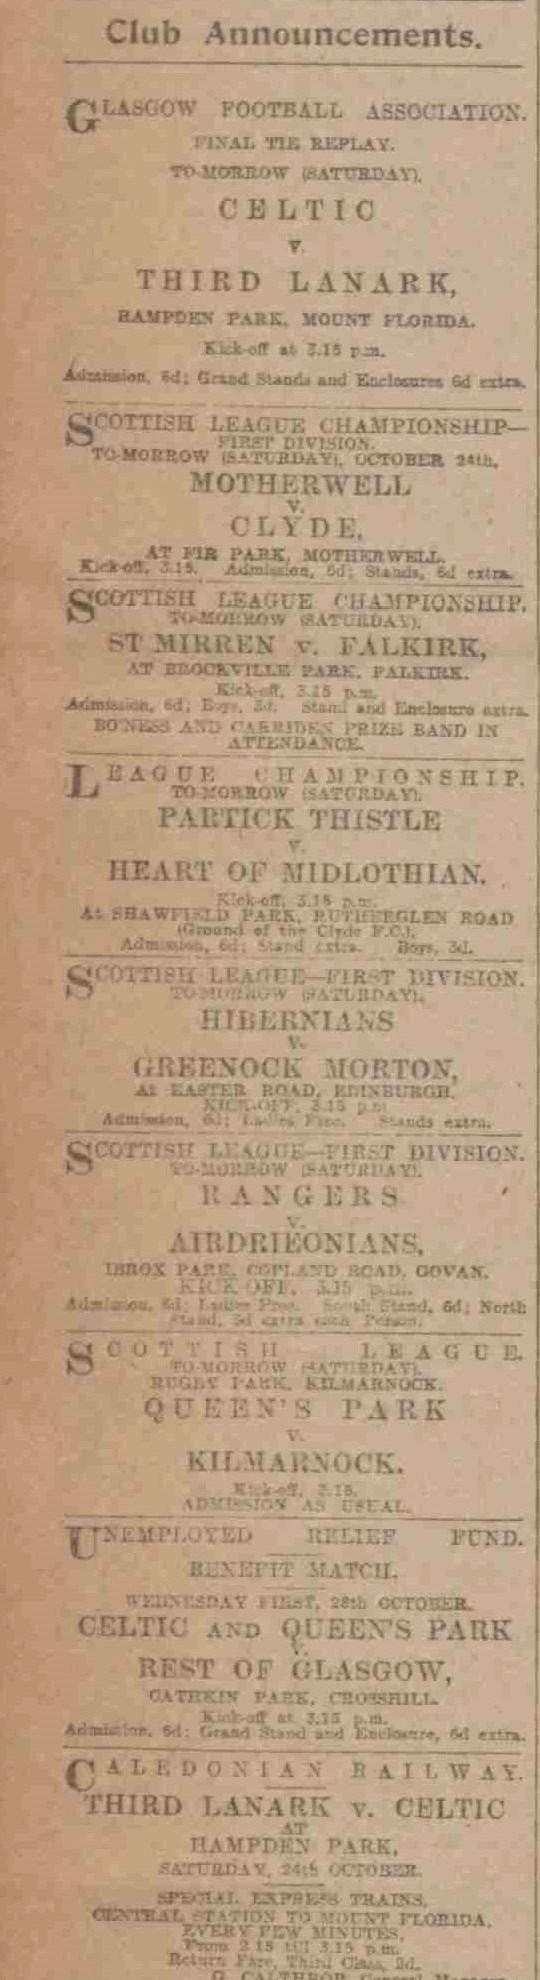 Club Announcements.
GLASGOW FOOTBALL ASSOCIATION.
FINAL TIE REPLAY.
TO-MORROW (SATURDAY),
CELTIC
v.
THIRD LANARK,
HAMPDEN PARK, MOUNT FLORIDA.
Kick-off at 3.15 p.m.
Admission, 6d; Grand Stands and Enclosures 6d extra.
SCOTTISH LEAGUE CHAMPIONSHIP—
FIRST DIVISION.
TO-MORROW (SATURDAY), OCTOBER 24th,
MOTHERWELL
v.
CLYDE,
AT FIR PARK, MOTHERWELL.
Kick-off, 3.15. Admission, 6d; Stands, 6d extra.
SCOTTISH LEAGUE CHAMPIONSHIP.
TO-MORROW (SATURDAY),
ST MIRREN v. FALKIRK,
AT BROCKVILLE PARK, FALKIRK.
Kick-off, 3.15 p.m.
Admission, 6d; Boys, 3d. Stand and Enclosure extra.
BO'NESS AND CARRIDEN PRIZE BAND IN
ATTENDANCE.
LEAGUE CHAMPIONSHIP.
TO-MORROW (SATURDAY),
PARTICK THISTLE
v.
HEART OF MIDLOTHIAN.
Kick-off, 3.15 p.m.
At SHAWFIELD PARK, RUTHERGLEN ROAD
(Ground of the Clyde F.C.).
Admission, 6d; Stand extra. Boys, 3d.
SCOTTISH LEAGUE—FIRST DIVISION.
TO-MORROW (SATURDAY),
HIBERNIANS
v.
GREENOCK MORTON,
At EASTER ROAD, EDINBURGH.
KICK-OFF, 3.15 p.m.
Admission, 6d; Ladies Free. Stands extra.
SCOTTISH LEAGUE—FIRST DIVISION.
TO-MORROW (SATURDAY).
RANGERS
v.
AIRDRIEONIANS,
IBROX PARK, COPLAND ROAD, GOVAN.
KICK OFF, 3.15 p.m.
Admission, 6d; Ladies Free. South Stand, 6d; North
Stand, extra each Person.
SCOTTISH LEAGUE.
TO-MORROW (SATURDAY),
RUGBY PARK, KILMARNOCK.
QUEEN'S PARK
v.
KILMARNOCK.
Kick-off, 3.15.
ADMISSION AS USUAL.
UNEMPLOYED RELIEF FUND.
BENEFIT MATCH.
WEDNESDAY FIRST, 28th OCTOBER.
CELTIC AND QUEEN'S PARK
v.
REST OF GLASGOW,
CATHKIN PARK, CROSSHILL.
Kick-off at 3.15 p.m.
Admission, 6d; Grand Stand and Enclosure, 6d extra.
CALEDONIAN RAILWAY.
THIRD LANARK v. CELTIC
AT
HAMPDEN PARK,
SATURDAY, 24th OCTOBER.
SPECIAL EXPRESS TRAINS,
CENTRAL STATION TO MOUNT FLORIDA,
EVERY FEW MINUTES,
From 2.15 till 3.15 p.m.
Return Fare, Third Class, 2d.
G. CALTHROP, General Manager.